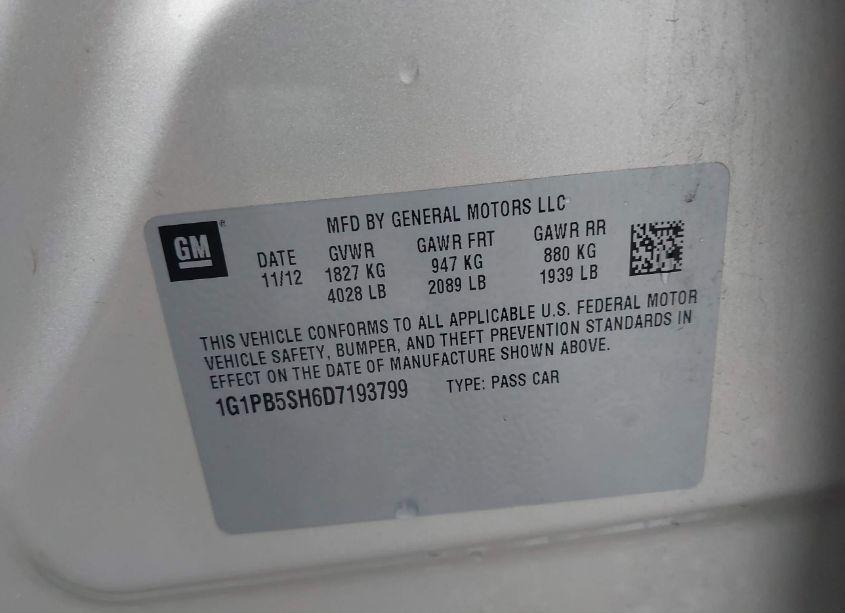 MFD BY GENERAL MOTORS LLC
GM®
DATE GVWR GAWR FRT GAWR RR
11/12 1827 KG 947 KG 880 KG
4028 LB 2089 LB 1939 LB
THIS VEHICLE CONFORMS TO ALL APPLICABLE U.S. FEDERAL MOTOR
VEHICLE SAFETY, BUMPER, AND THEFT PREVENTION STANDARDS IN
EFFECT ON THE DATE OF MANUFACTURE SHOWN ABOVE.
1G1PB5SH6D7193799 TYPE: PASS CAR